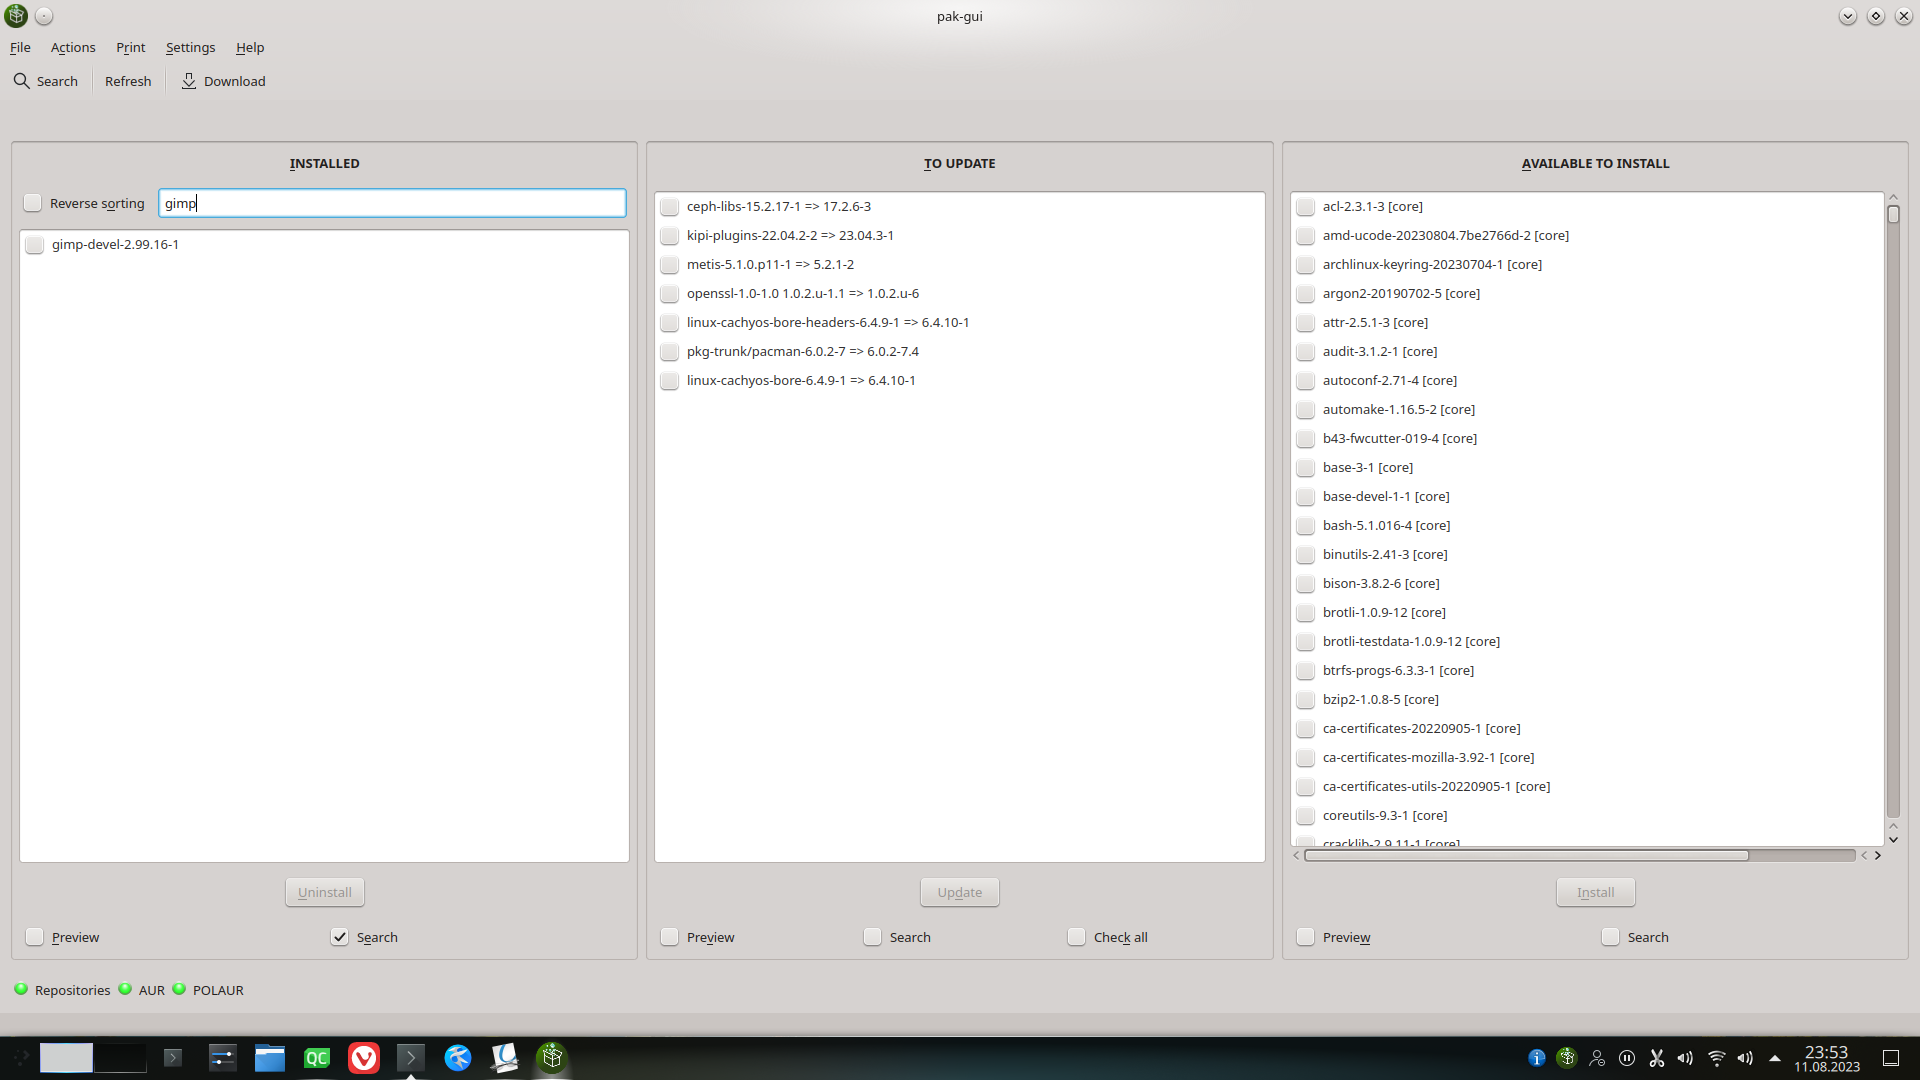 pak-gui
File Actions Print Settings Help
Search Refresh Download
INSTALLED
Reverse sorting gimp
gimp-devel-2.99.16-1
Uninstall
Preview Search
TO UPDATE
ceph-libs-15.2.17-1 => 17.2.6-3
kipi-plugins-22.04.2-2 => 23.04.3-1
metis-5.1.0.p11-1 => 5.2.1-2
openssl-1.0-1.0 1.0.2.u-1.1 => 1.0.2.u-6
linux-cachyos-bore-headers-6.4.9-1 => 6.4.10-1
pkg-trunk/pacman-6.0.2-7 => 6.0.2-7.4
linux-cachyos-bore-6.4.9-1 => 6.4.10-1
Update
Preview Search Check all
AVAILABLE TO INSTALL
acl-2.3.1-3 [core]
amd-ucode-20230804.7be2766d-2 [core]
archlinux-keyring-20230704-1 [core]
argon2-20190702-5 [core]
attr-2.5.1-3 [core]
audit-3.1.2-1 [core]
autoconf-2.71-4 [core]
automake-1.16.5-2 [core]
b43-fwcutter-019-4 [core]
base-3-1 [core]
base-devel-1-1 [core]
bash-5.1.016-4 [core]
binutils-2.41-3 [core]
bison-3.8.2-6 [core]
brotli-1.0.9-12 [core]
brotli-testdata-1.0.9-12 [core]
btrfs-progs-6.3.3-1 [core]
bzip2-1.0.8-5 [core]
ca-certificates-20220905-1 [core]
ca-certificates-mozilla-3.92-1 [core]
ca-certificates-utils-20220905-1 [core]
coreutils-9.3-1 [core]
cracklib-2.9.11-1 [core]
Install
Preview Search
Repositories AUR POLAUR
QC
23:53
11.08.2023